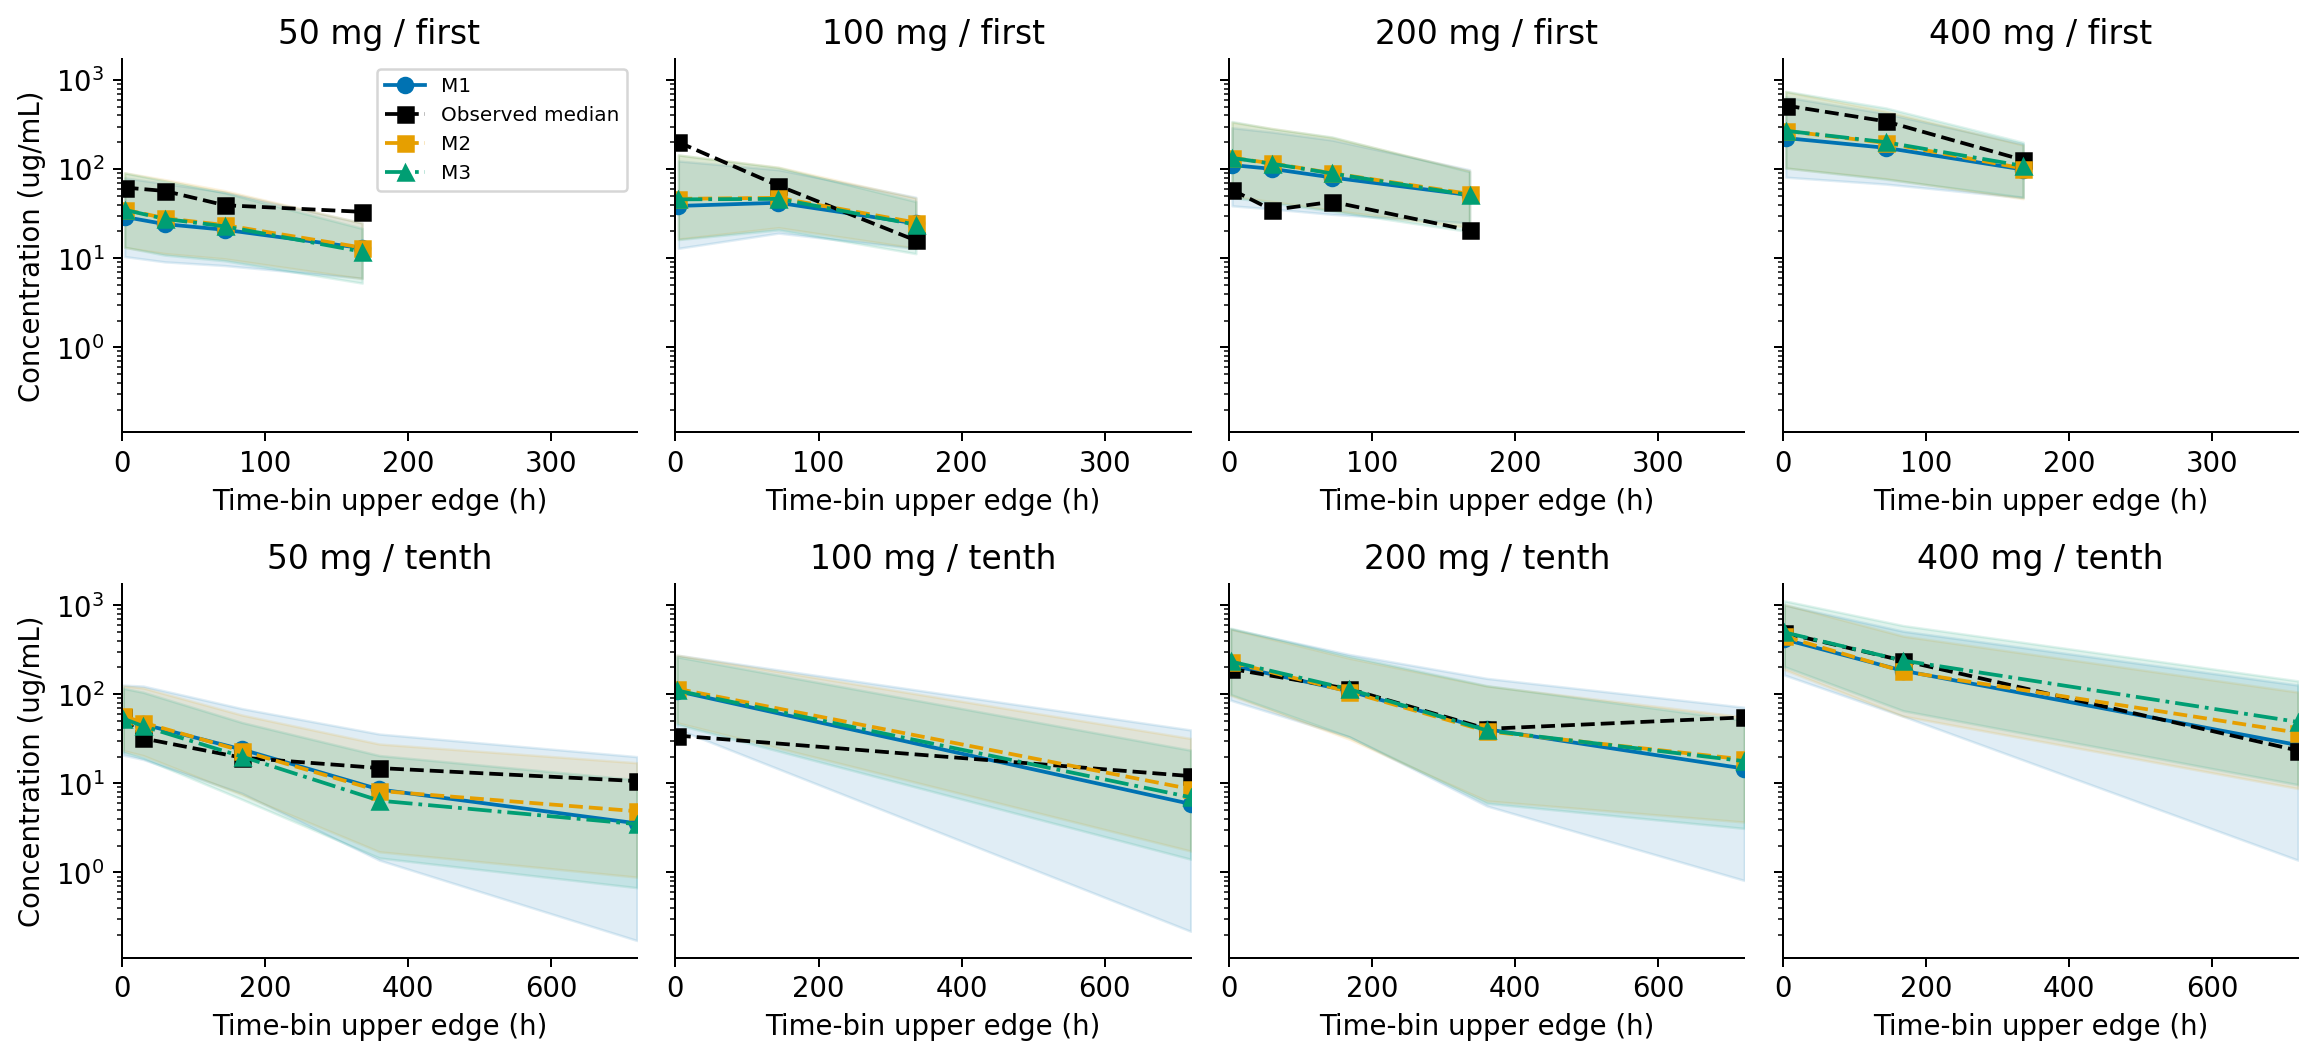 50 mg / first
100 mg / first
200 mg / first
400 mg / first
M1
Observed median
M2
M3
Concentration (ug/mL)
10³
10²
10¹
10⁰
0 100 200 300
0 100 200 300
0 100 200 300
0 100 200 300
Time-bin upper edge (h)
Time-bin upper edge (h)
Time-bin upper edge (h)
Time-bin upper edge (h)
50 mg / tenth
100 mg / tenth
200 mg / tenth
400 mg / tenth
Concentration (ug/mL)
10³
10²
10¹
10⁰
0 200 400 600
0 200 400 600
0 200 400 600
0 200 400 600
Time-bin upper edge (h)
Time-bin upper edge (h)
Time-bin upper edge (h)
Time-bin upper edge (h)